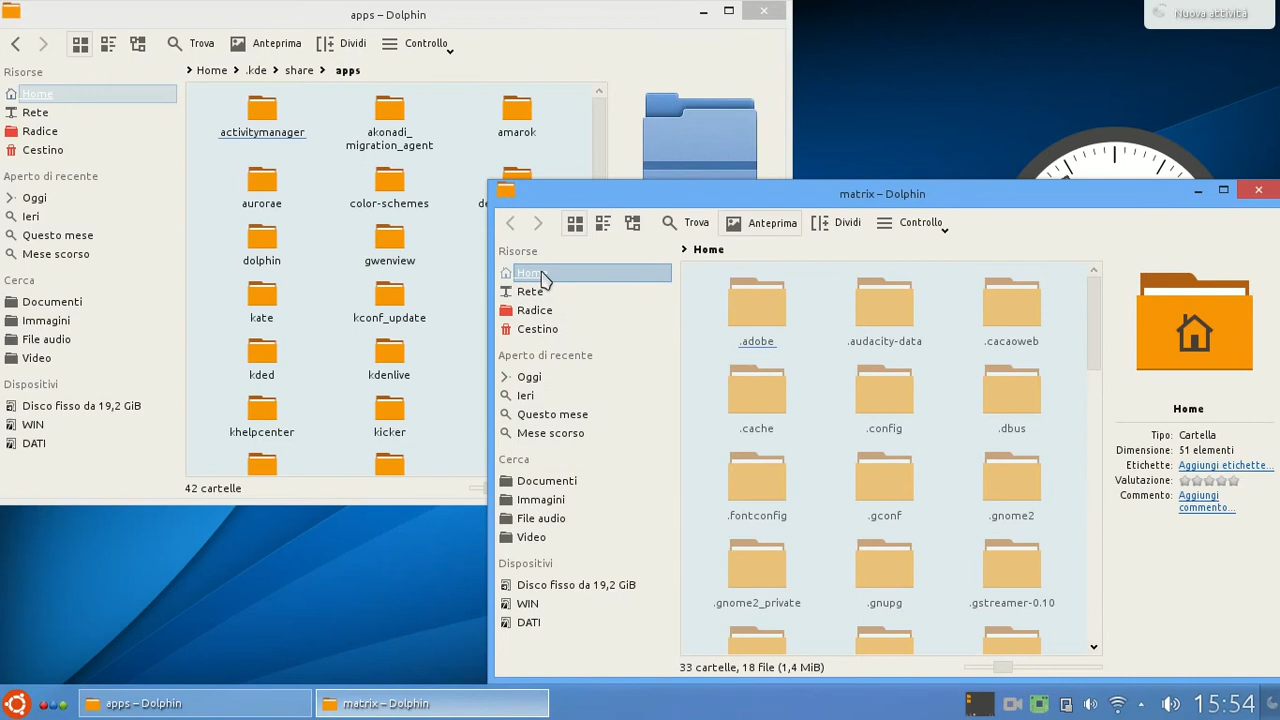 apps – Dolphin
Nuova attività
Trova Anteprima Dividi Controllo
Risorse
Home .kde share apps
Home
Rete
Radice
Cestino
Aperto di recente
Oggi
Ieri
Questo mese
Mese scorso
Cerca
Documenti
Immagini
File audio
Video
Dispositivi
Disco fisso da 19,2 GiB
WIN
DATI
activitymanager akonadi_ amarok
migration_agent
aurorae color-schemes
dolphin gwenview
kate kconf_update
kded kdenlive
khelpcenter kicker
42 cartelle
matrix – Dolphin
Trova Anteprima Dividi Controllo
Risorse
Home
Home
Rete
Radice
Cestino
Aperto di recente
Oggi
Ieri
Questo mese
Mese scorso
Cerca
Documenti
Immagini
File audio
Video
Dispositivi
Disco fisso da 19,2 GiB
WIN
DATI
.adobe .audacity-data .cacaoweb
.cache .config .dbus
.fontconfig .gconf .gnome2
.gnome2_private .gnupg .gstreamer-0.10
33 cartelle, 18 file (1,4 MiB)
Home
Tipo: Cartella
Dimensione: 51 elementi
Etichette: Aggiungi etichette...
Valutazione:
Commento: Aggiungi
commento...
apps – Dolphin
matrix – Dolphin
15:54